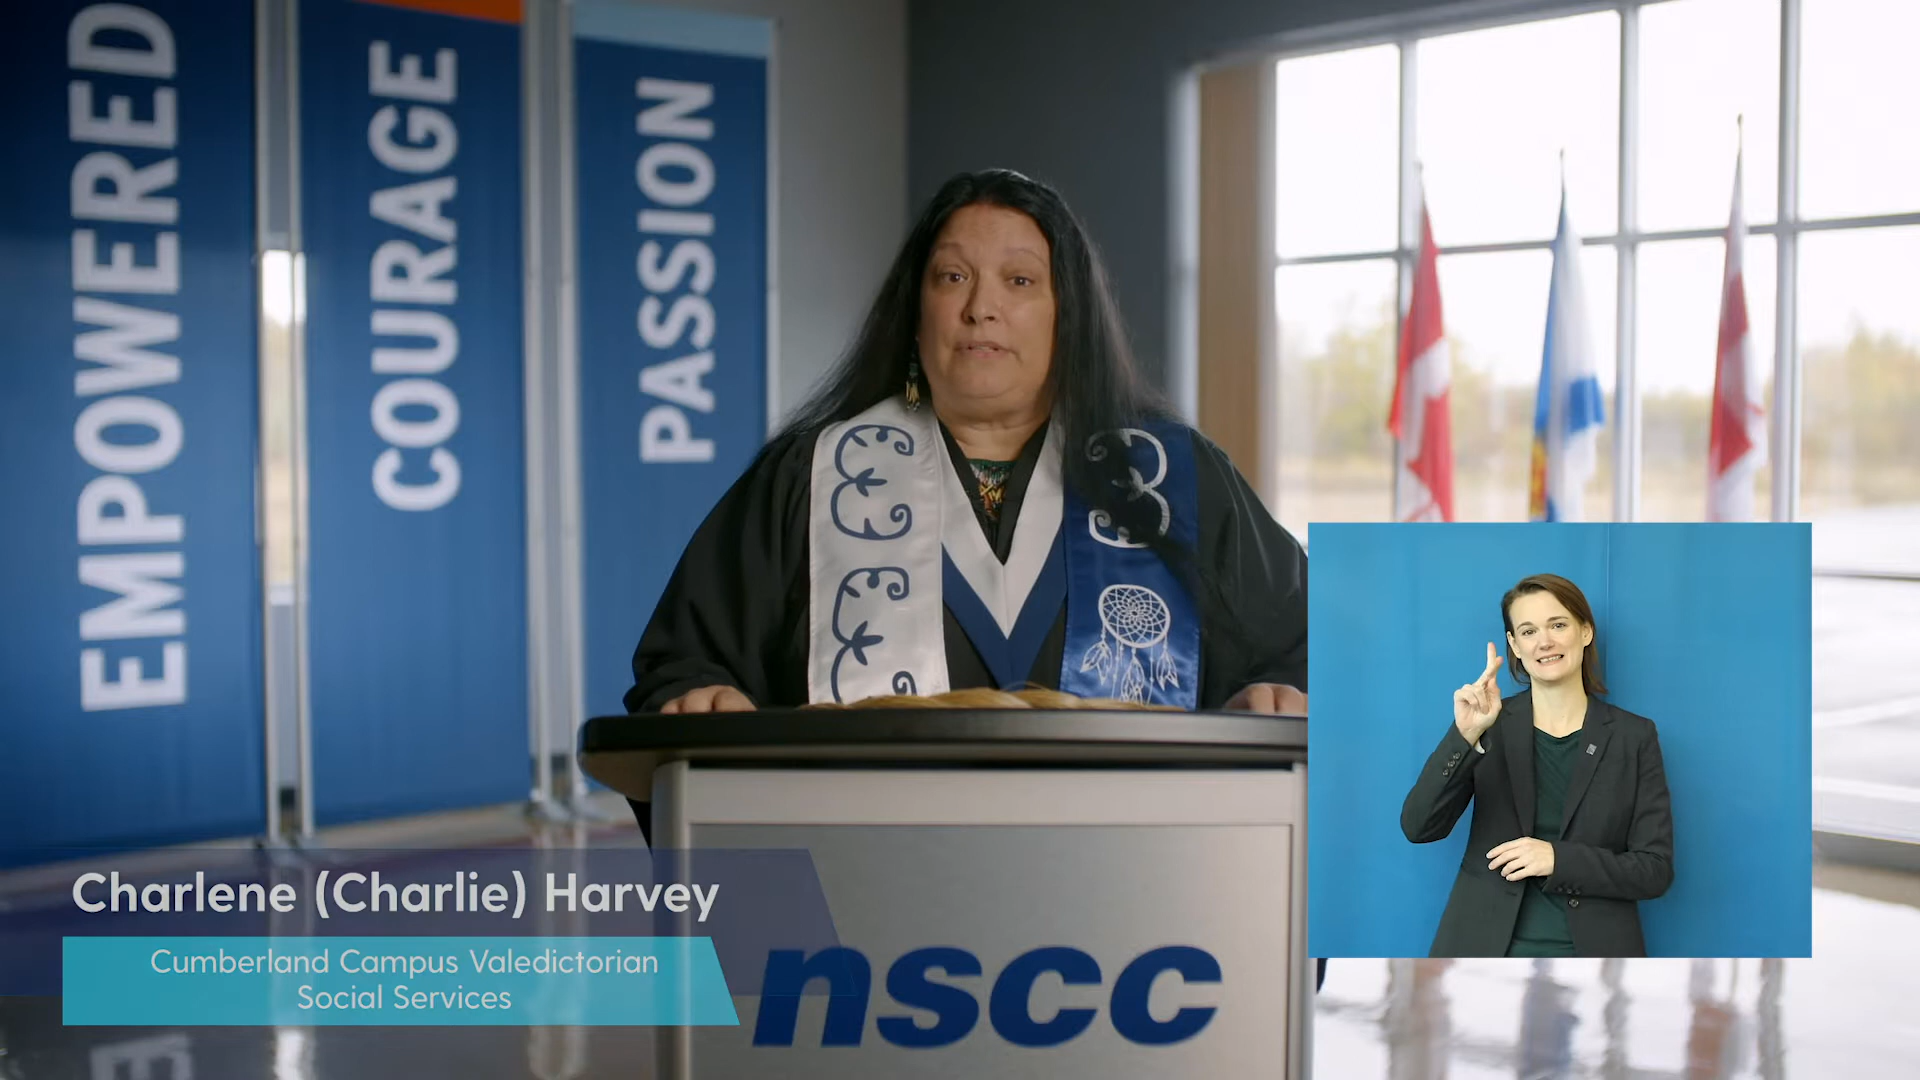 EMPOWERED
COURAGE
PASSION
Charlene (Charlie) Harvey
Cumberland Campus Valedictorian
Social Services
nscc